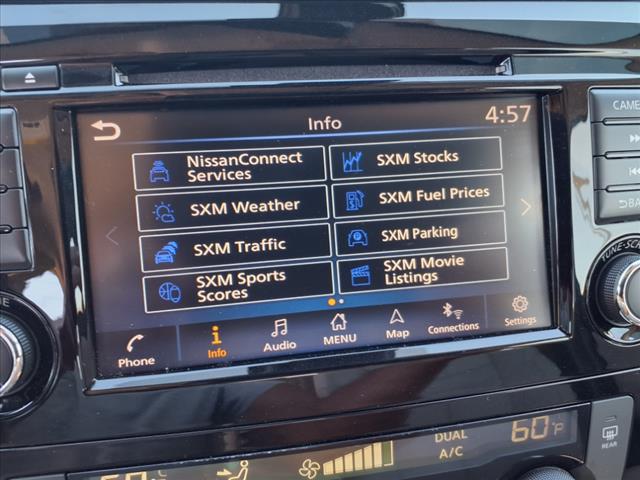 Info
4:57
NissanConnect
Services
SXM Stocks
SXM Weather
SXM Fuel Prices
SXM Traffic
SXM Parking
SXM Sports
Scores
SXM Movie
Listings
Phone
Info
Audio
MENU
Map
Connections
Settings
DUAL
A/C
60°F
REAR